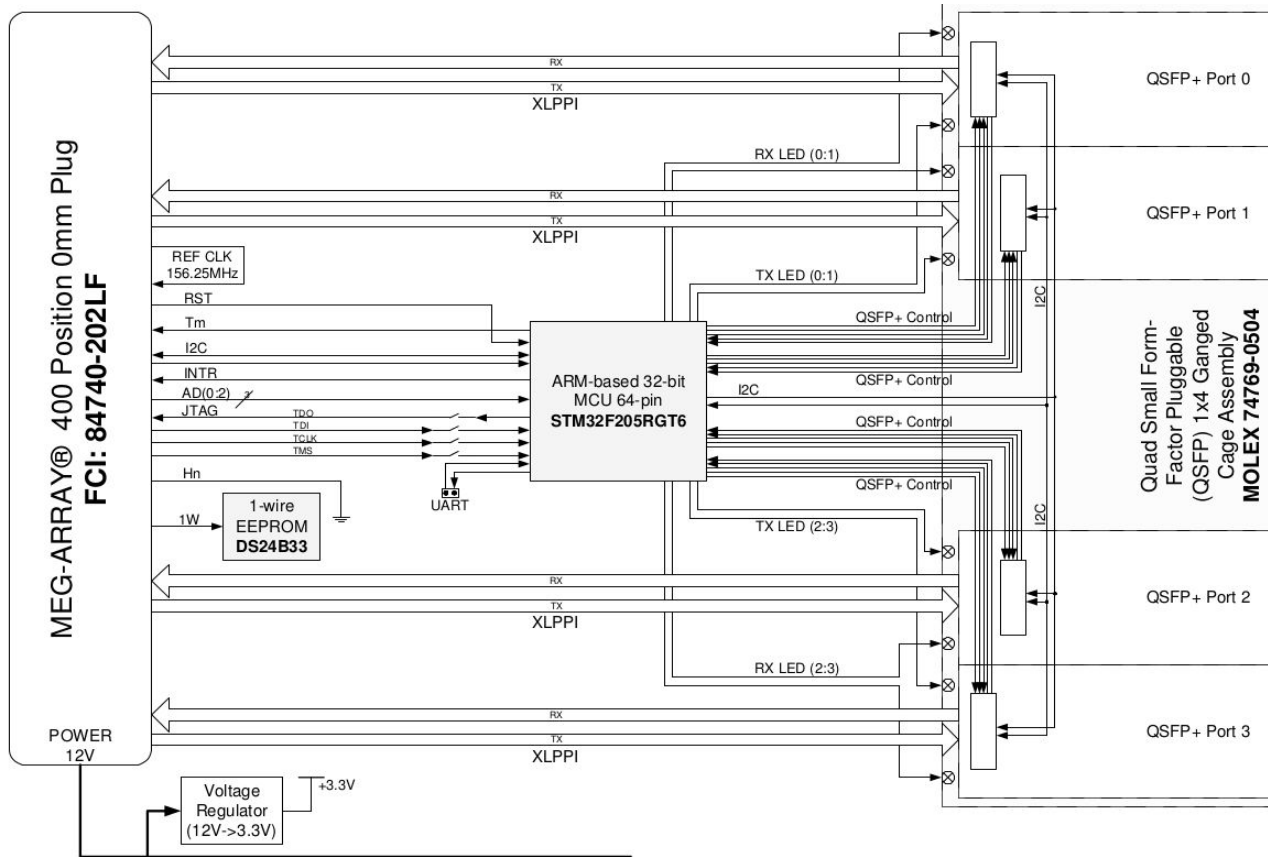 MEG-ARRAY® 400 Position 0mm Plug
FCI: 84740-202LF
POWER
12V
RX
TX
XLPPI
RX
TX
XLPPI
REF CLK
156.25MHz
RST
Tm
I2C
INTR
AD(0:2)
3
JTAG
TDO
TDI
TCLK
TMS
Hn
1W
1-wire
EEPROM
DS24B33
UART
RX LED (0:1)
TX LED (0:1)
ARM-based 32-bit
MCU 64-pin
STM32F205RGT6
QSFP+ Control
QSFP+ Control
I2C
QSFP+ Control
QSFP+ Control
TX LED (2:3)
RX LED (2:3)
RX
TX
XLPPI
RX
TX
XLPPI
Voltage
Regulator
(12V->3.3V)
+3.3V
QSFP+ Port 0
QSFP+ Port 1
I2C
Quad Small Form-
Factor Pluggable
(QSFP) 1x4 Ganged
Cage Assembly
MOLEX 74769-0504
I2C
QSFP+ Port 2
QSFP+ Port 3